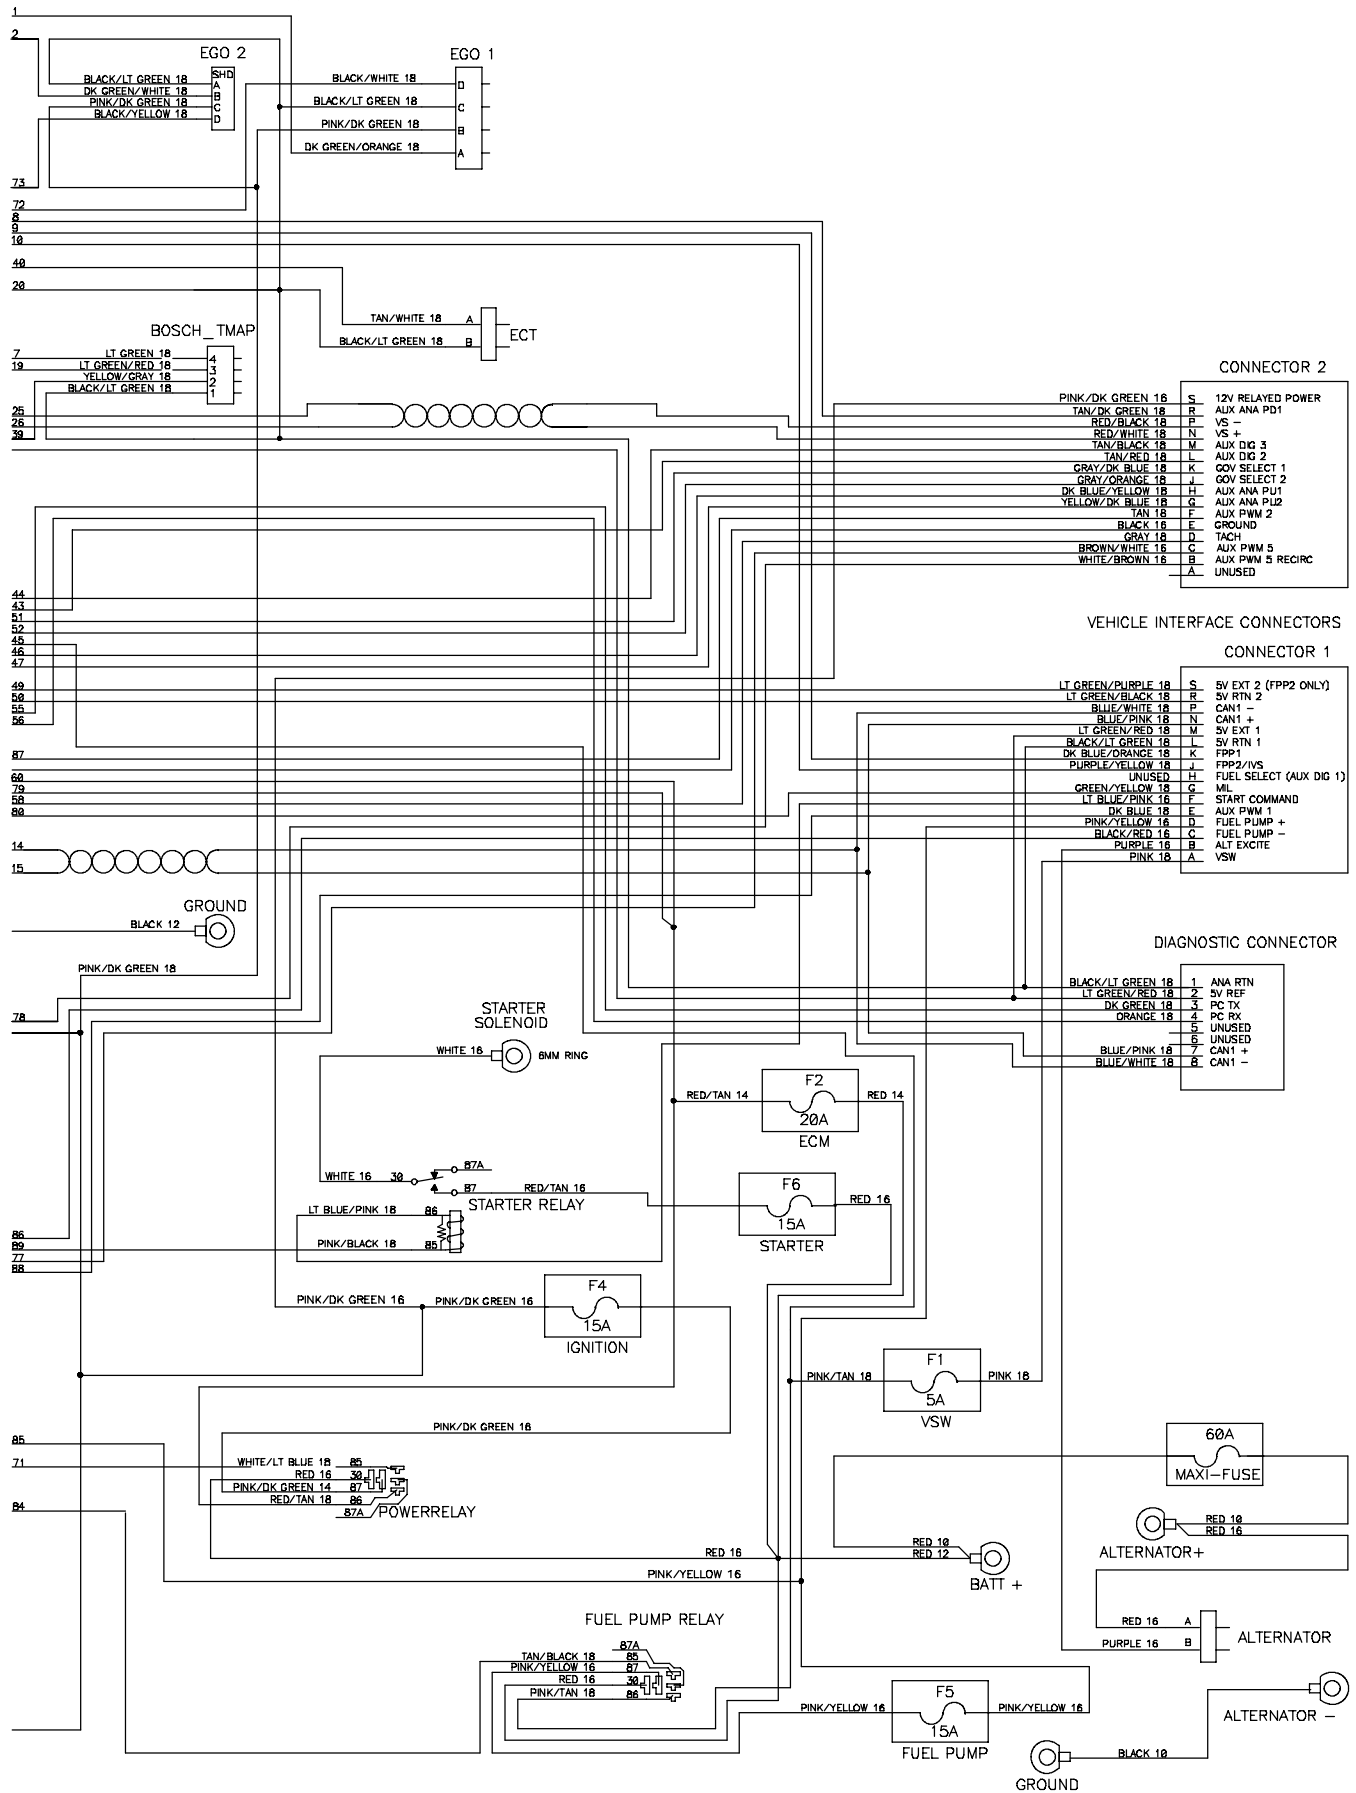 1
2
EGO 2
EGO 1
BLACK/LT GREEN 18 SHD
A
DK GREEN/WHITE 18 B
PINK/DK GREEN 18 C
BLACK/YELLOW 18 D
BLACK/WHITE 18 D
BLACK/LT GREEN 18 C
PINK/DK GREEN 18 B
DK GREEN/ORANGE 18 A
73
72
8
9
10
40
20
TAN/WHITE 18 A
BLACK/LT GREEN 18 B
ECT
BOSCH_TMAP
7 LT GREEN 18 4
19 LT GREEN/RED 18 3
YELLOW/GRAY 18 2
BLACK/LT GREEN 18 1
25
26
39
CONNECTOR 2
PINK/DK GREEN 16 S 12V RELAYED POWER
TAN/DK GREEN 18 R AUX ANA PD1
RED/BLACK 18 P VS -
RED/WHITE 18 N VS +
TAN/BLACK 18 M AUX DIG 3
TAN/RED 18 L AUX DIG 2
GRAY/DK BLUE 18 K GOV SELECT 1
GRAY/ORANGE 18 J GOV SELECT 2
DK BLUE/YELLOW 18 H AUX ANA PU1
YELLOW/DK BLUE 18 G AUX ANA PU2
TAN 18 F AUX PWM 2
BLACK 16 E GROUND
GRAY 18 D TACH
BROWN/WHITE 16 C AUX PWM 5
WHITE/BROWN 16 B AUX PWM 5 RECIRC
A UNUSED
44
43
51
52
45
46
47
49
50
55
56
87
60
79
58
80
VEHICLE INTERFACE CONNECTORS
CONNECTOR 1
LT GREEN/PURPLE 18 S 5V EXT 2 (FPP2 ONLY)
LT GREEN/BLACK 18 R 5V RTN 2
BLUE/WHITE 18 P CAN1 -
BLUE/PINK 18 N CAN1 +
LT GREEN/RED 18 M 5V EXT 1
BLACK/LT GREEN 18 L 5V RTN 1
DK BLUE/ORANGE 18 K FPP1
PURPLE/YELLOW 18 J FPP2/IVS
UNUSED H FUEL SELECT (AUX DIG 1)
GREEN/YELLOW 18 G MIL
LT BLUE/PINK 16 F START COMMAND
DK BLUE 18 E AUX PWM 1
PINK/YELLOW 16 D FUEL PUMP +
BLACK/RED 16 C FUEL PUMP -
PURPLE 16 B ALT EXCITE
PINK 18 A VSW
14
15
GROUND
BLACK 12
PINK/DK GREEN 18
78
DIAGNOSTIC CONNECTOR
BLACK/LT GREEN 18 1 ANA RTN
LT GREEN/RED 18 2 5V REF
DK GREEN 18 3 PC TX
ORANGE 18 4 PC RX
5 UNUSED
6 UNUSED
BLUE/PINK 18 7 CAN1 +
BLUE/WHITE 18 8 CAN1 -
STARTER
SOLENOID
WHITE 16 6MM RING
RED/TAN 14 F2 RED 14
20A
ECM
WHITE 16 30 87A
87 RED/TAN 16
STARTER RELAY
F6 RED 16
15A
STARTER
LT BLUE/PINK 18 86
PINK/BLACK 18 85
86
89
77
88
PINK/DK GREEN 16 PINK/DK GREEN 16 F4
15A
IGNITION
PINK/TAN 18 F1 PINK 18
5A
VSW
PINK/DK GREEN 16
85
71
84
WHITE/LT BLUE 18 85
RED 16 30
PINK/DK GREEN 14 87
RED/TAN 18 86
87A POWERRELAY
60A
MAXI-FUSE
RED 10
RED 16
ALTERNATOR+
RED 16 RED 10
RED 12
BATT +
PINK/YELLOW 16
FUEL PUMP RELAY
87A
TAN/BLACK 18 85
PINK/YELLOW 16 87
RED 16 30
PINK/TAN 18 86
RED 16 A
PURPLE 16 B
ALTERNATOR
PINK/YELLOW 16 F5 PINK/YELLOW 16
15A
FUEL PUMP
ALTERNATOR -
BLACK 10
GROUND